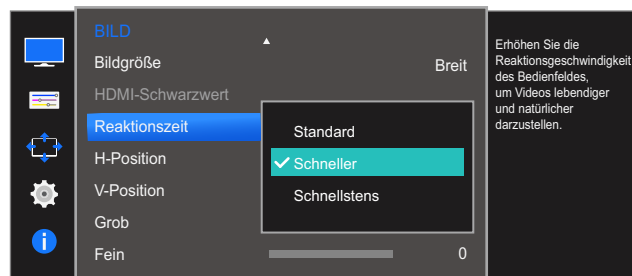 BILD
Bildgröße Breit
HDMI-Schwarzwert
Reaktionszeit
H-Position
V-Position
Grob
Fein 0
Standard
Schneller
Schnellstens
Erhöhen Sie die
Reaktionsgeschwindigkeit
des Bedienfeldes,
um Videos lebendiger
und natürlicher
darzustellen.